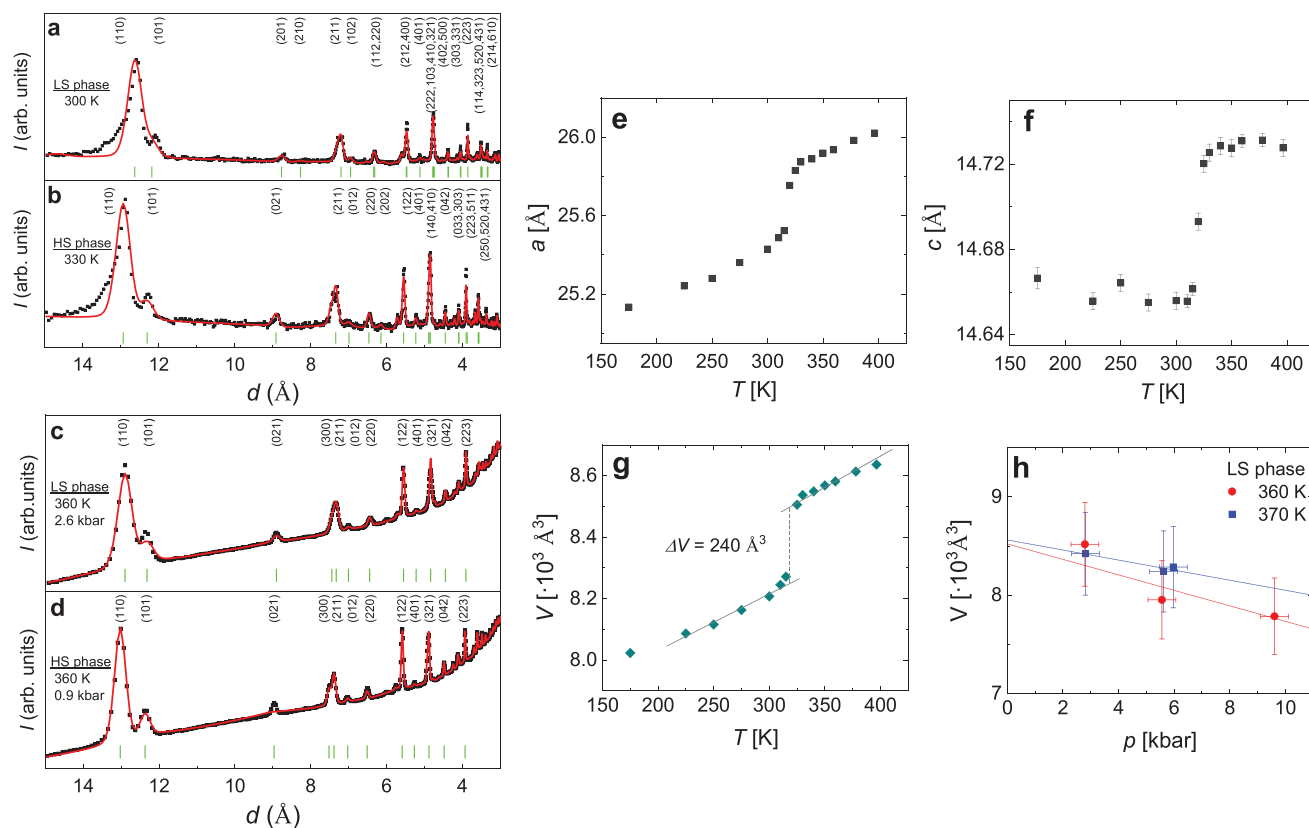 a
(110)
(101)
(201)
(210)
(211)
(102)
(112,220)
(212,400)
(401)
(222,103,410,321)
(402,500)
(303,331)
(223)
(114,323,520,431)
(214,610)
LS phase
300 K
I (arb. units)
b
(110)
(101)
(021)
(211)
(012)
(220)
(202)
(122)
(401)
(140,410)
(042)
(033,303)
(223,511)
(250,520,431)
HS phase
330 K
I (arb. units)
14 12 10 8 6 4
d (Å)
c
(110)
(101)
(021)
(300)
(211)
(012)
(220)
(122)
(401)
(321)
(042)
(223)
LS phase
360 K
2.6 kbar
I (arb.units)
d
(110)
(101)
(021)
(300)
(211)
(012)
(220)
(122)
(401)
(321)
(042)
(223)
HS phase
360 K
0.9 kbar
I (arb. units)
14 12 10 8 6 4
d (Å)
e
26.0
25.6
25.2
a [Å]
150 200 250 300 350 400
T [K]
f
14.72
14.68
14.64
c [Å]
150 200 250 300 350 400
T [K]
g
8.6
8.4
8.2
8.0
V [·10³ Å³]
ΔV = 240 Å³
150 200 250 300 350 400
T [K]
h
LS phase
360 K
370 K
9
8
7
V [·10³Å³]
0 2 4 6 8 10
p [kbar]